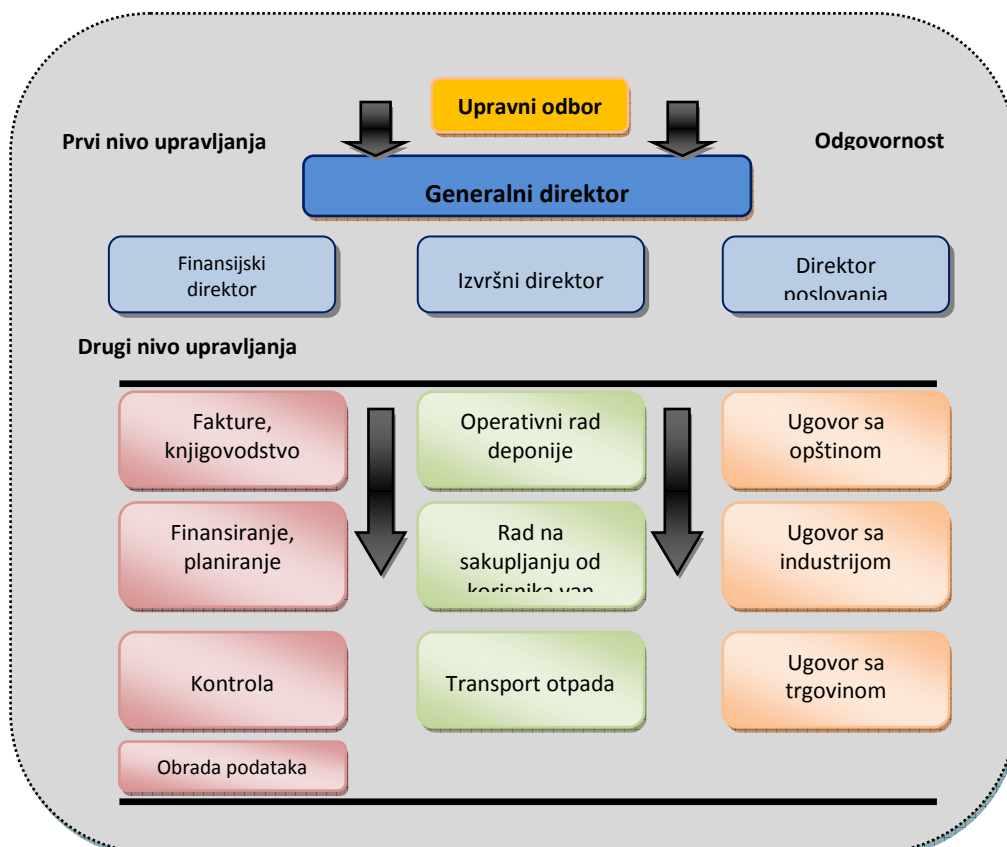 Upravni odbor
Prvi nivo upravljanja
Odgovornost
Generalni direktor
Finansijski
direktor
Izvršni direktor
Direktor
poslovanja
Drugi nivo upravljanja
Fakture,
knjigovodstvo
Operativni rad
deponije
Ugovor sa
opštinom
Finansiranje,
planiranje
Rad na
sakupljanju od
korisnika van
Ugovor sa
industrijom
Kontrola
Transport otpada
Ugovor sa
trgovinom
Obrada podataka